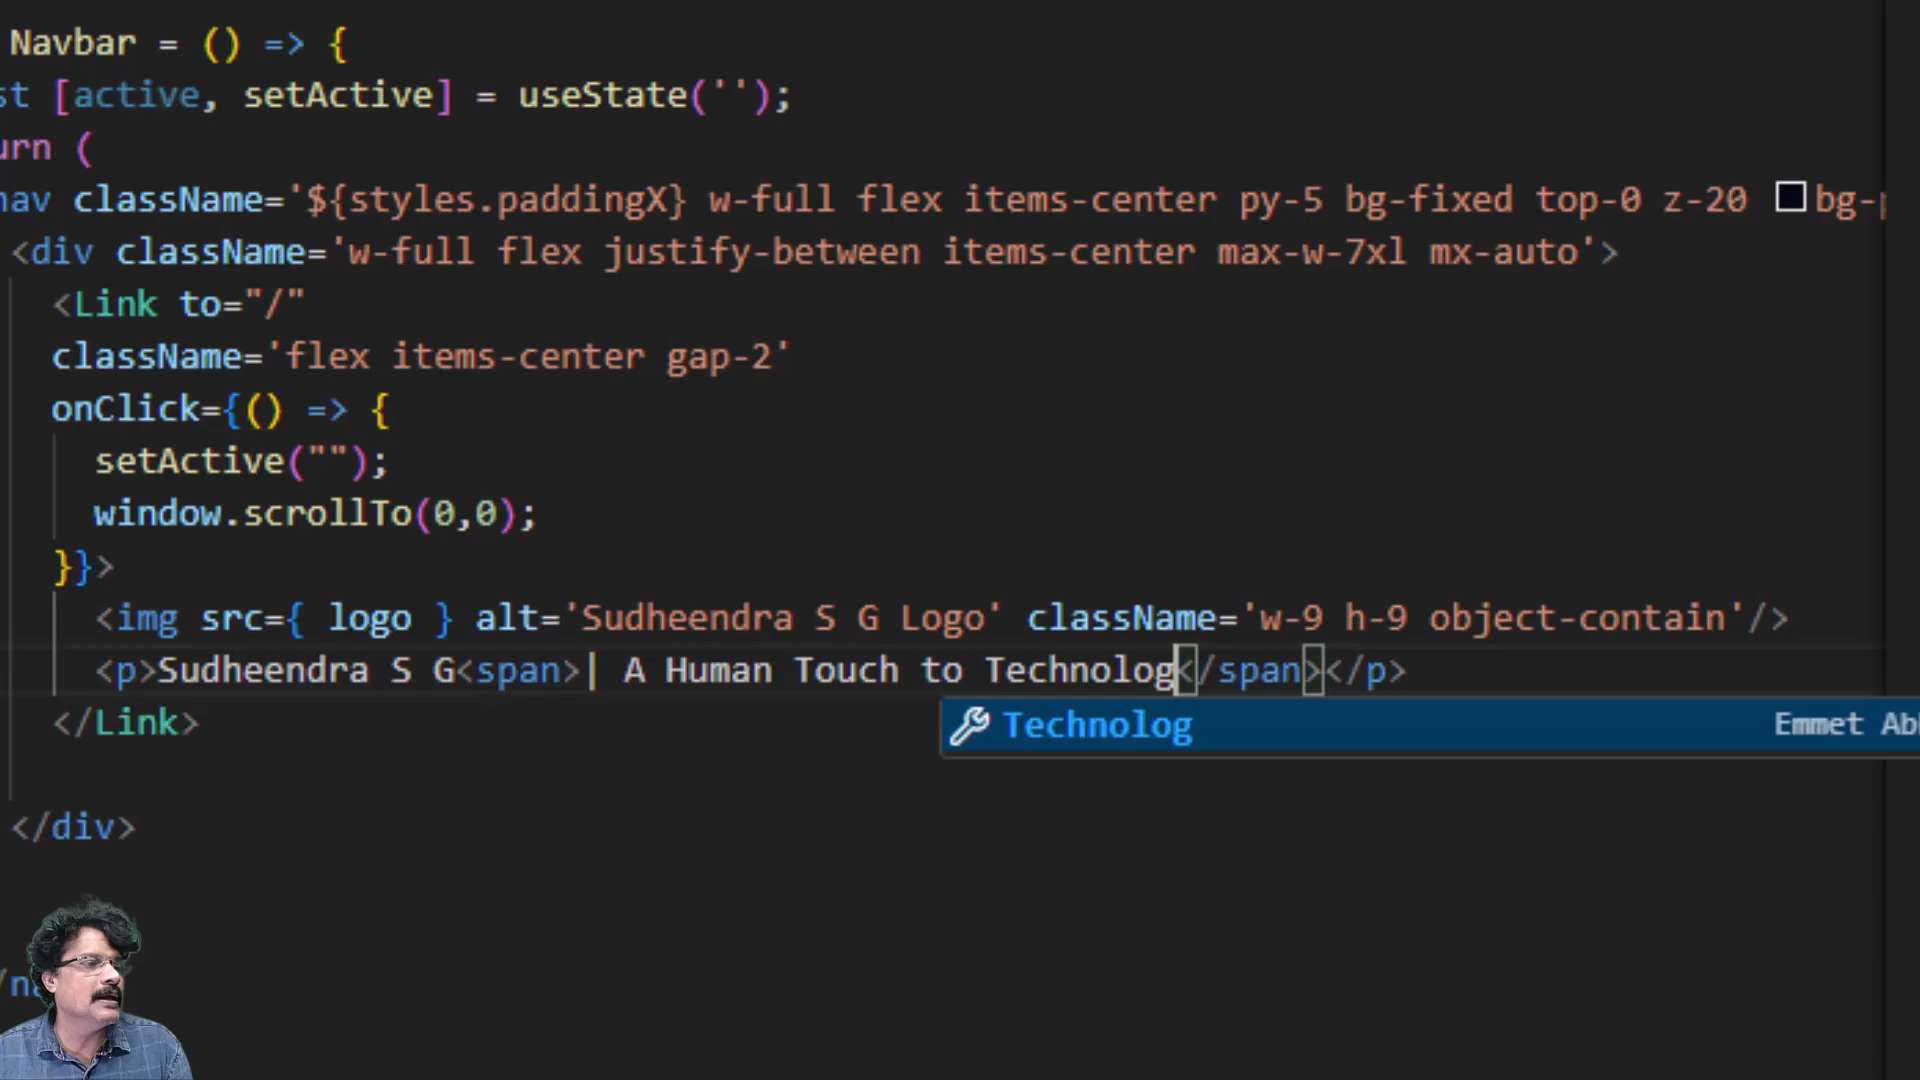 Navbar = () => {
st [active, setActive] = useState('');
urn (
nav className='${styles.paddingX} w-full flex items-center py-5 bg-fixed top-0 z-20 bg-p
<div className='w-full flex justify-between items-center max-w-7xl mx-auto'>
<Link to="/"
className='flex items-center gap-2'
onClick={() => {
setActive("");
window.scrollTo(0,0);
}}>
<img src={ logo } alt='Sudheendra S G Logo' className='w-9 h-9 object-contain'/>
<p>Sudheendra S G<span>| A Human Touch to Technolog</span></p>
</Link>
Technolog Emmet Abb
</div>
/na